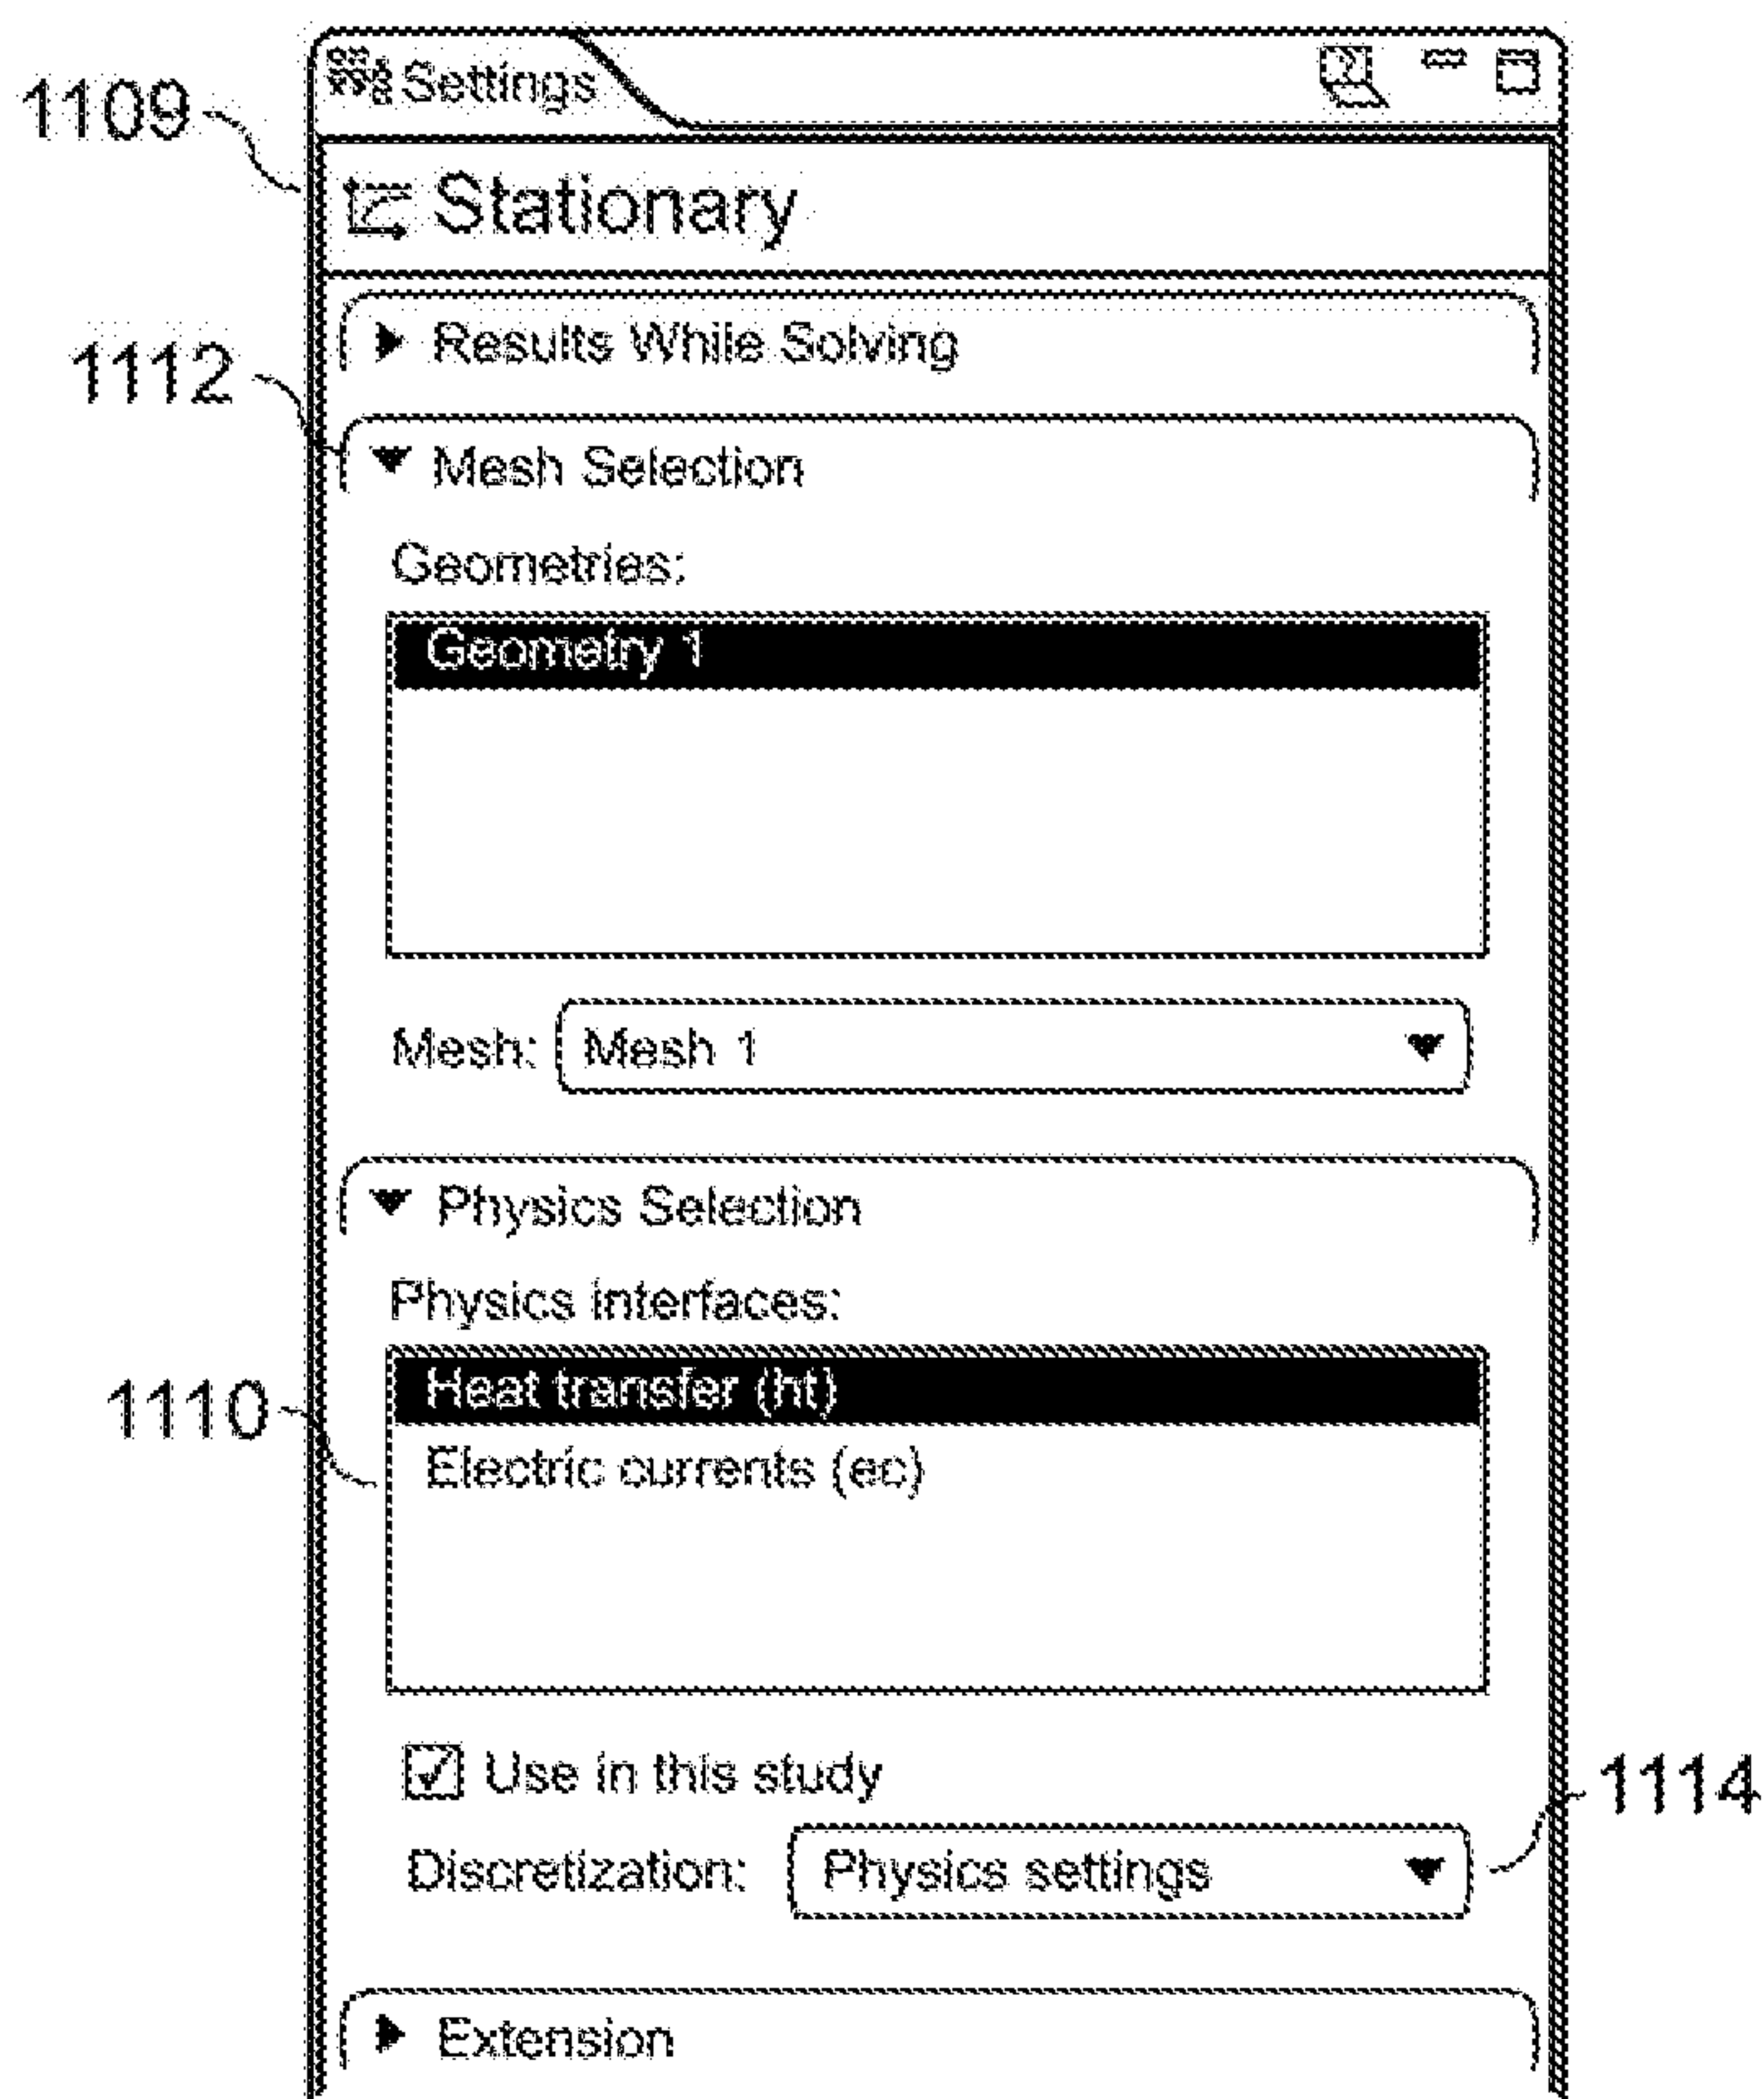 Settings
1109
Stationary
Results While Solving
1112
Mesh Selection
Geometries:
Geometry 1
Mesh: Mesh 1
Physics Selection
Physics interfaces:
Heat transfer (ht)
1110
Electric currents (ec)
Use in this study
1114
Discretization: Physics settings
Extension